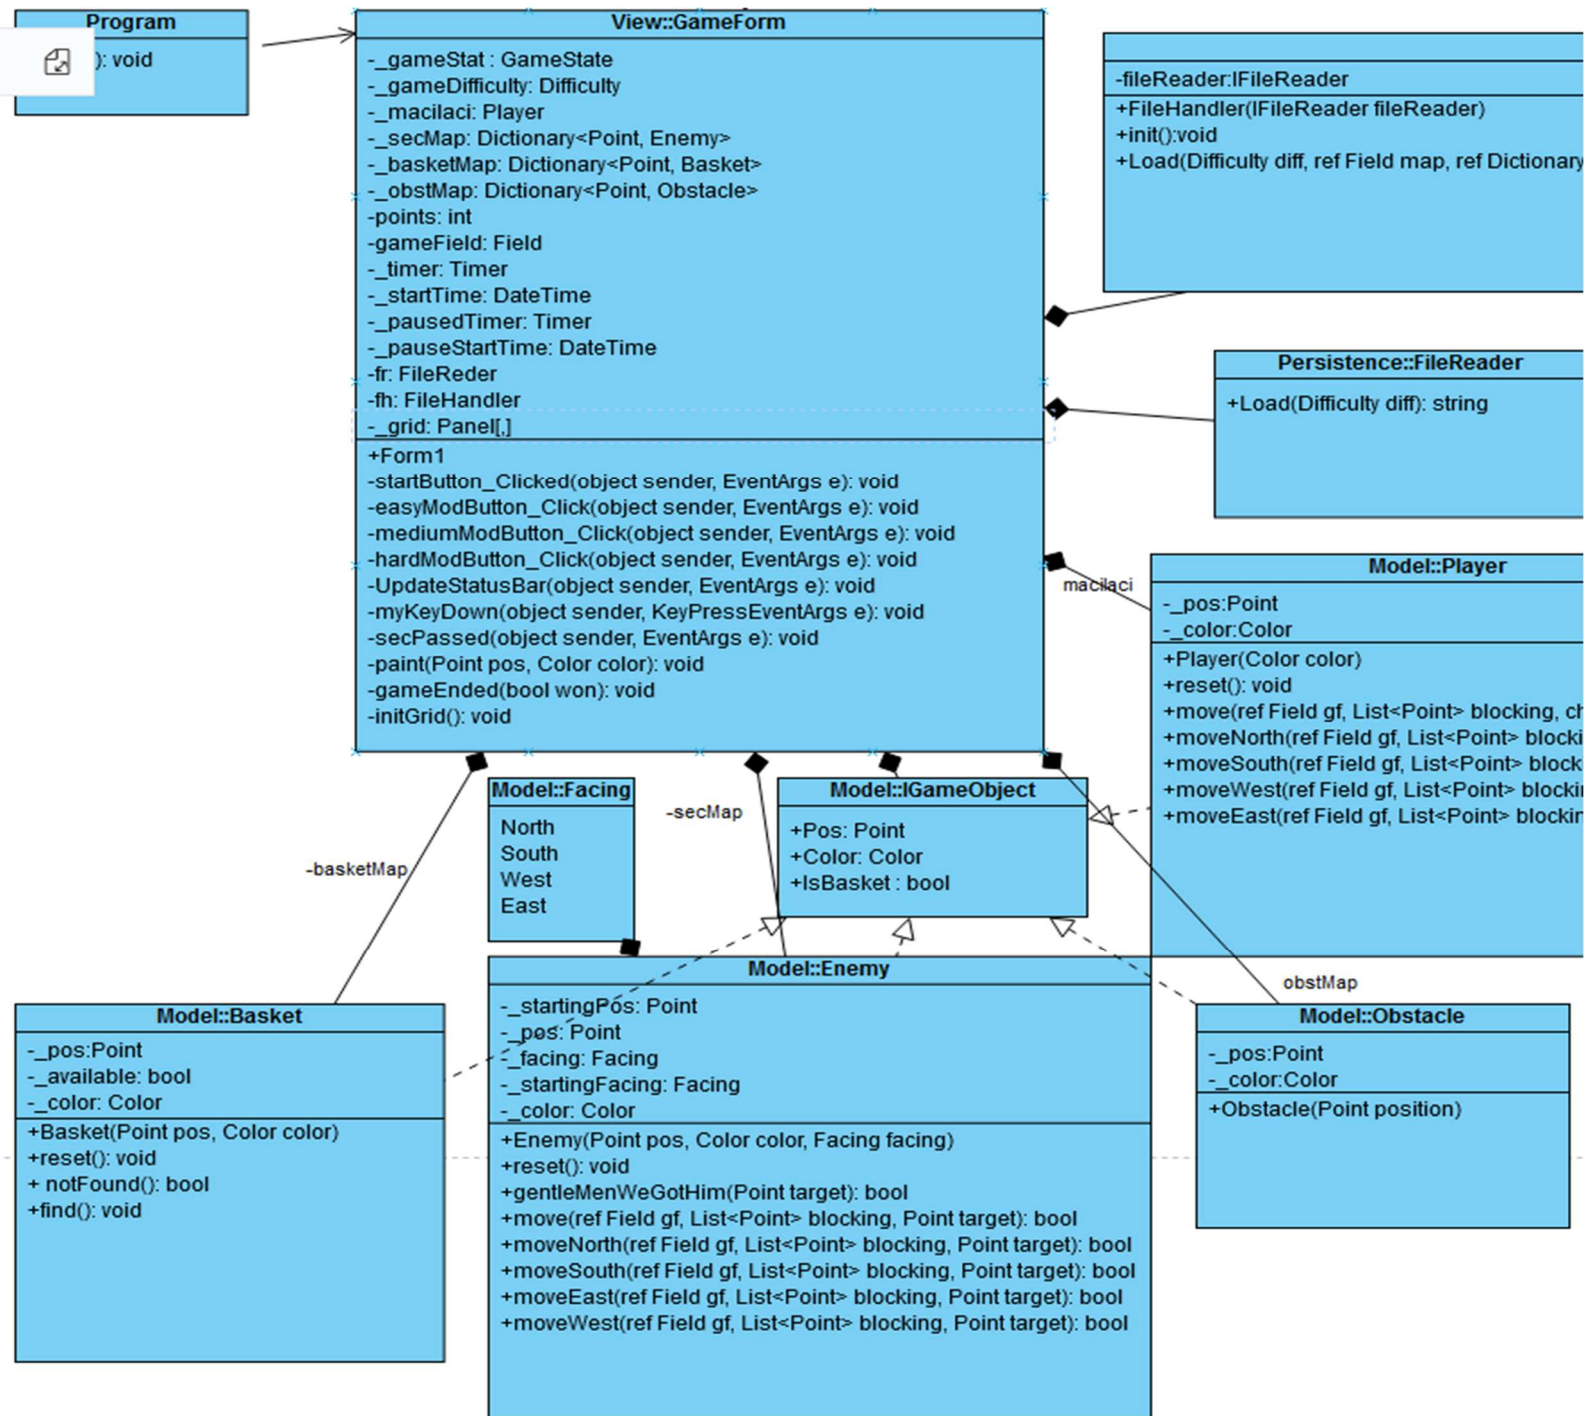 Program
): void
View::GameForm
-_gameStat : GameState
-_gameDifficulty: Difficulty
-_macilaci: Player
-_secMap: Dictionary<Point, Enemy>
-_basketMap: Dictionary<Point, Basket>
-_obstMap: Dictionary<Point, Obstacle>
-points: int
-gameField: Field
-_timer: Timer
-_startTime: DateTime
-_pausedTimer: Timer
-_pauseStartTime: DateTime
-fr: FileReder
-fh: FileHandler
-_grid: Panel[,]
+Form1
-startButton_Clicked(object sender, EventArgs e): void
-easyModButton_Click(object sender, EventArgs e): void
-mediumModButton_Click(object sender, EventArgs e): void
-hardModButton_Click(object sender, EventArgs e): void
-UpdateStatusBar(object sender, EventArgs e): void
-myKeyDown(object sender, KeyPressEventArgs e): void
-secPassed(object sender, EventArgs e): void
-paint(Point pos, Color color): void
-gameEnded(bool won): void
-initGrid(): void
-fileReader:IFileReader
+FileHandler(IFileReader fileReader)
+init():void
+Load(Difficulty diff, ref Field map, ref Dictionary
Persistence::FileReader
+Load(Difficulty diff): string
macilaci
Model::Player
-_pos:Point
-_color:Color
+Player(Color color)
+reset(): void
+move(ref Field gf, List<Point> blocking, ch
+moveNorth(ref Field gf, List<Point> blocki
+moveSouth(ref Field gf, List<Point> block
+moveWest(ref Field gf, List<Point> blockin
+moveEast(ref Field gf, List<Point> blockin
-basketMap
Model::Facing
North
South
West
East
-secMap
Model::IGameObject
+Pos: Point
+Color: Color
+IsBasket : bool
obstMap
Model::Basket
-_pos:Point
-_available: bool
-_color: Color
+Basket(Point pos, Color color)
+reset(): void
+ notFound(): bool
+find(): void
Model::Enemy
-_startingPos: Point
-_pos: Point
-_facing: Facing
-_startingFacing: Facing
-_color: Color
+Enemy(Point pos, Color color, Facing facing)
+reset(): void
+gentleMenWeGotHim(Point target): bool
+move(ref Field gf, List<Point> blocking, Point target): bool
+moveNorth(ref Field gf, List<Point> blocking, Point target): bool
+moveSouth(ref Field gf, List<Point> blocking, Point target): bool
+moveEast(ref Field gf, List<Point> blocking, Point target): bool
+moveWest(ref Field gf, List<Point> blocking, Point target): bool
Model::Obstacle
-_pos:Point
-_color:Color
+Obstacle(Point position)